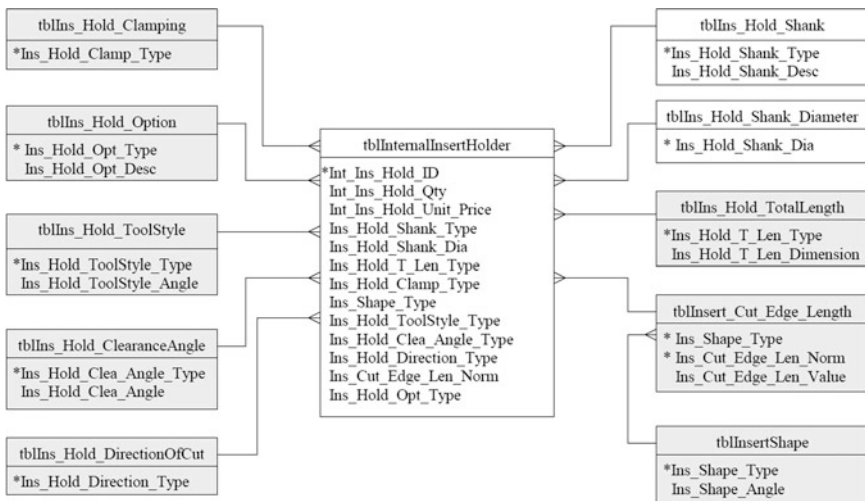 tblIns_Hold_Clamping
*Ins_Hold_Clamp_Type
tblIns_Hold_Option
* Ins_Hold_Opt_Type
Ins_Hold_Opt_Desc
tblIns_Hold_ToolStyle
*Ins_Hold_ToolStyle_Type
Ins_Hold_ToolStyle_Angle
tblIns_Hold_ClearanceAngle
*Ins_Hold_Clea_Angle_Type
Ins_Hold_Clea_Angle
tblIns_Hold_DirectionOfCut
*Ins_Hold_Direction_Type
tblInternalInsertHolder
*Int_Ins_Hold_ID
Int_Ins_Hold_Qty
Int_Ins_Hold_Unit_Price
Ins_Hold_Shank_Type
Ins_Hold_Shank_Dia
Ins_Hold_T_Len_Type
Ins_Hold_Clamp_Type
Ins_Shape_Type
Ins_Hold_ToolStyle_Type
Ins_Hold_Clea_Angle_Type
Ins_Hold_Direction_Type
Ins_Cut_Edge_Len_Norm
Ins_Hold_Opt_Type
tblIns_Hold_Shank
*Ins_Hold_Shank_Type
Ins_Hold_Shank_Desc
tblIns_Hold_Shank_Diameter
* Ins_Hold_Shank_Dia
tblIns_Hold_TotalLength
*Ins_Hold_T_Len_Type
Ins_Hold_T_Len_Dimension
tblInsert_Cut_Edge_Length
* Ins_Shape_Type
* Ins_Cut_Edge_Len_Norm
Ins_Cut_Edge_Len_Value
tblInsertShape
*Ins_Shape_Type
Ins_Shape_Angle